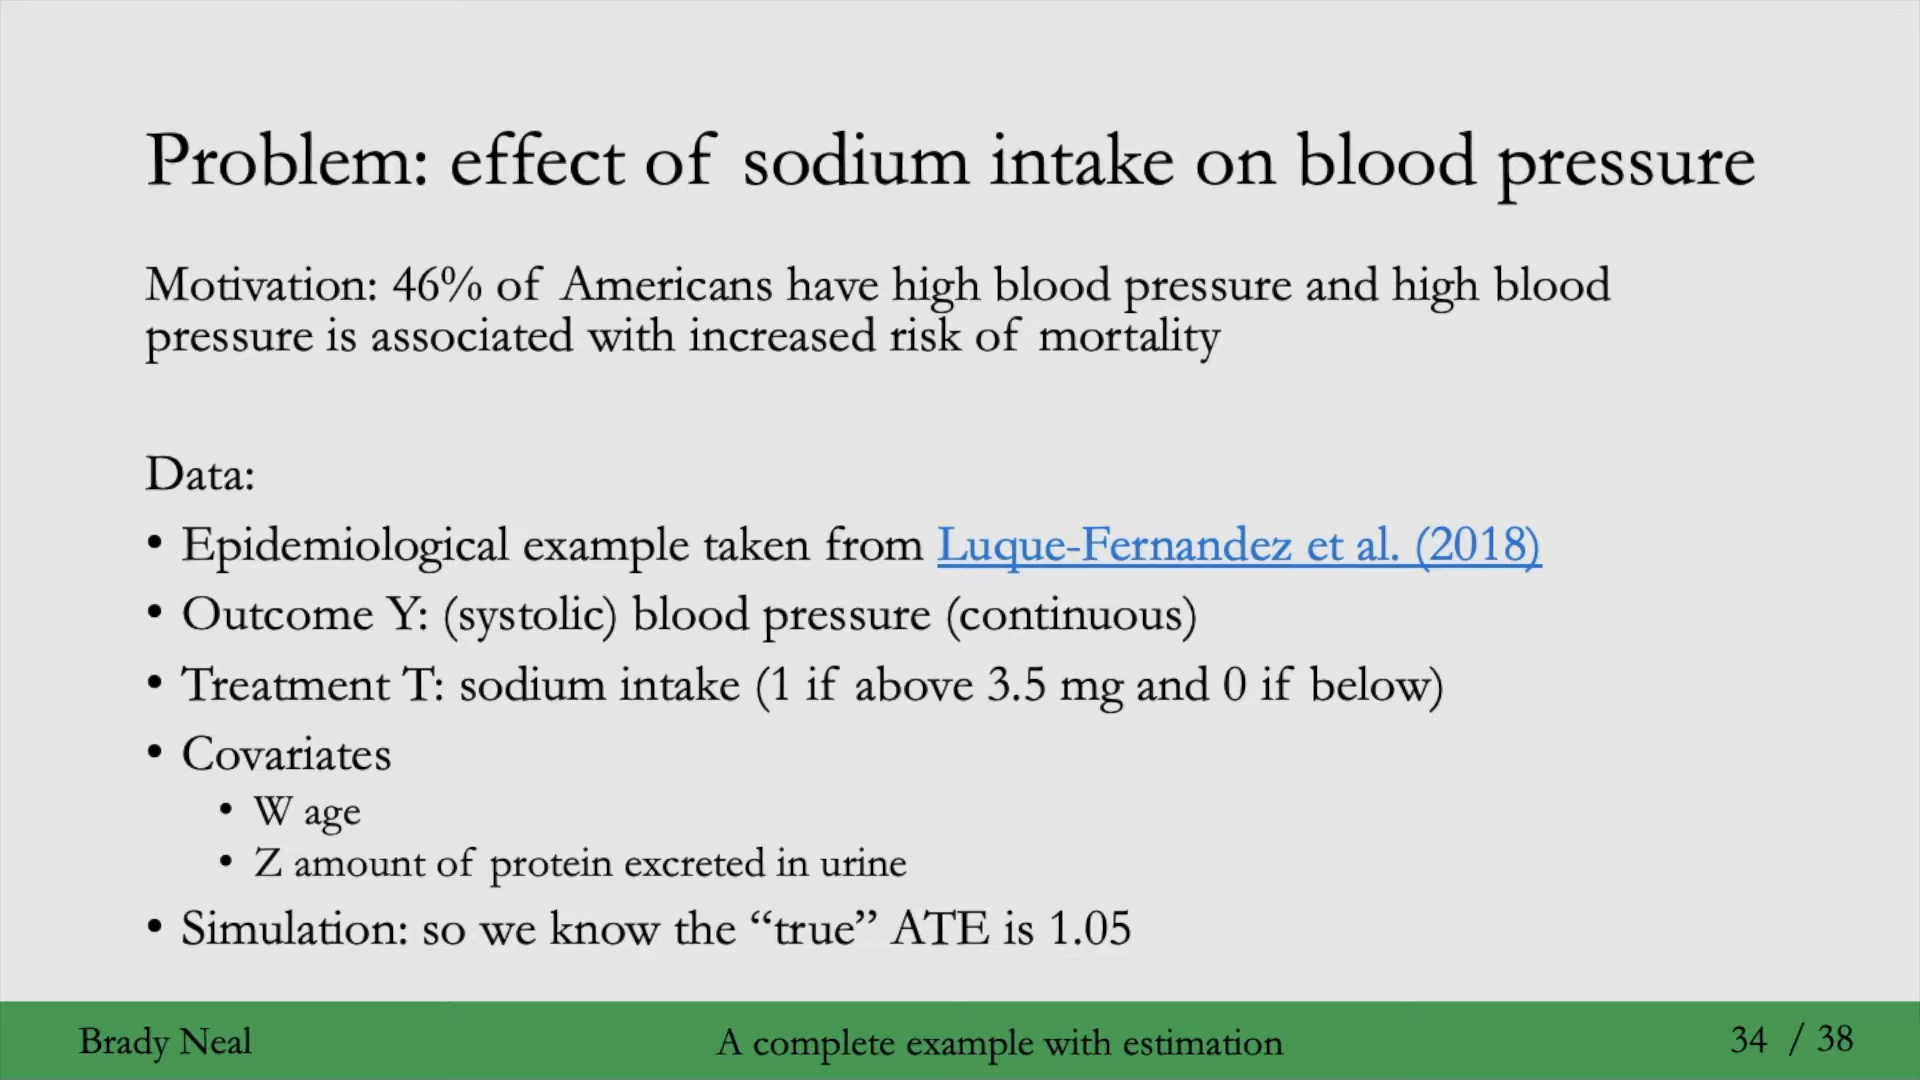 Problem: effect of sodium intake on blood pressure
Motivation: 46% of Americans have high blood pressure and high blood
pressure is associated with increased risk of mortality
Data:
• Epidemiological example taken from Luque-Fernandez et al. (2018)
• Outcome Y: (systolic) blood pressure (continuous)
• Treatment T: sodium intake (1 if above 3.5 mg and 0 if below)
• Covariates
• W age
• Z amount of protein excreted in urine
• Simulation: so we know the “true” ATE is 1.05
Brady Neal
A complete example with estimation
34 / 38